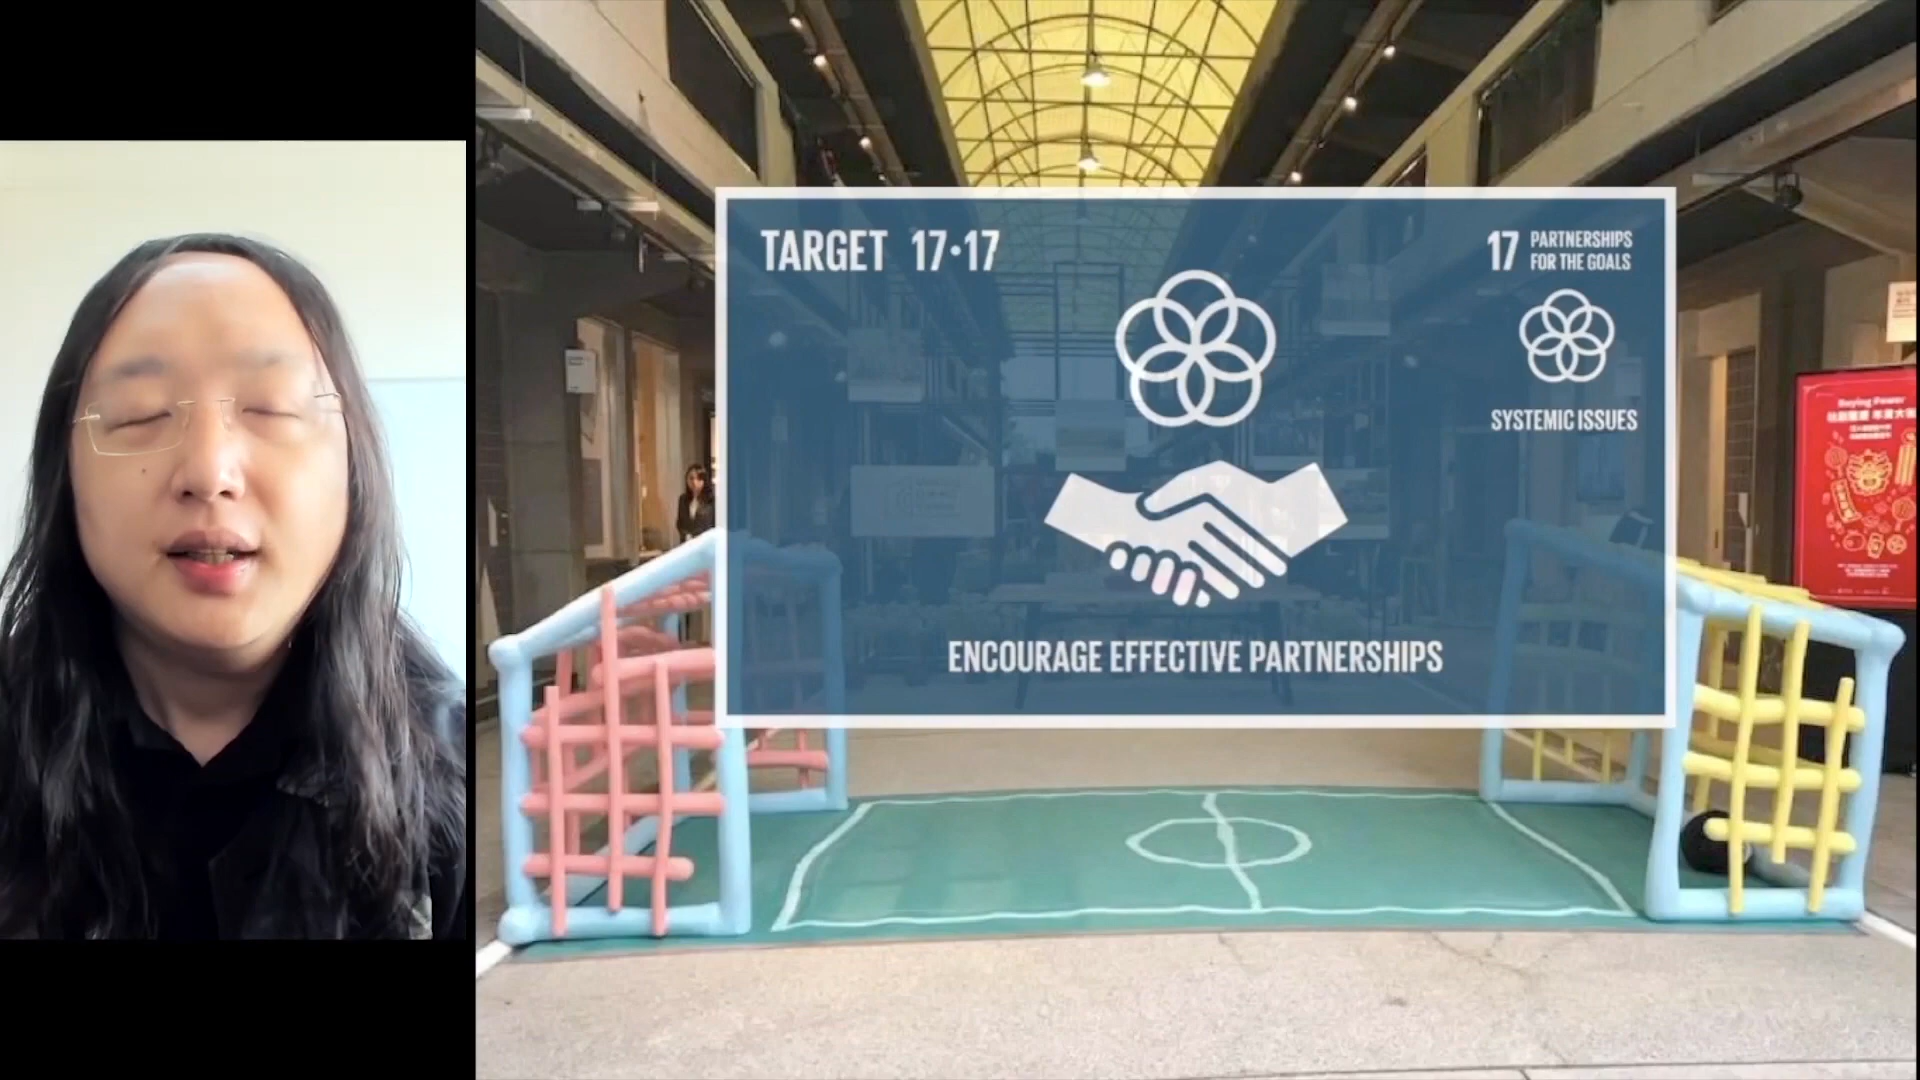 TARGET 17·17
17 PARTNERSHIPS
FOR THE GOALS
SYSTEMIC ISSUES
ENCOURAGE EFFECTIVE PARTNERSHIPS
Buying Power